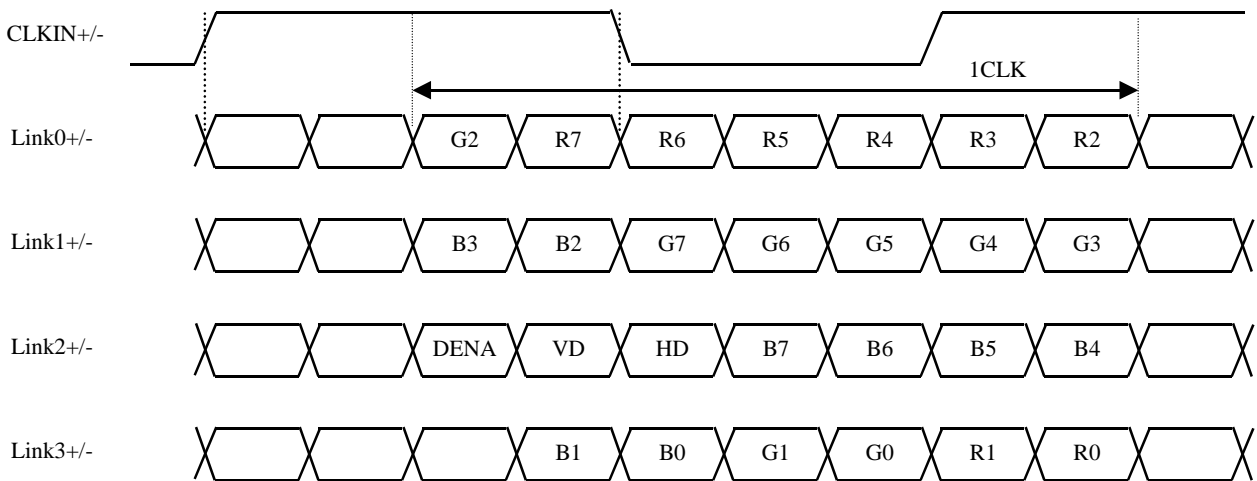 CLKIN+/-
1CLK
Link0+/- G2 R7 R6 R5 R4 R3 R2
Link1+/- B3 B2 G7 G6 G5 G4 G3
Link2+/- DENA VD HD B7 B6 B5 B4
Link3+/- B1 B0 G1 G0 R1 R0